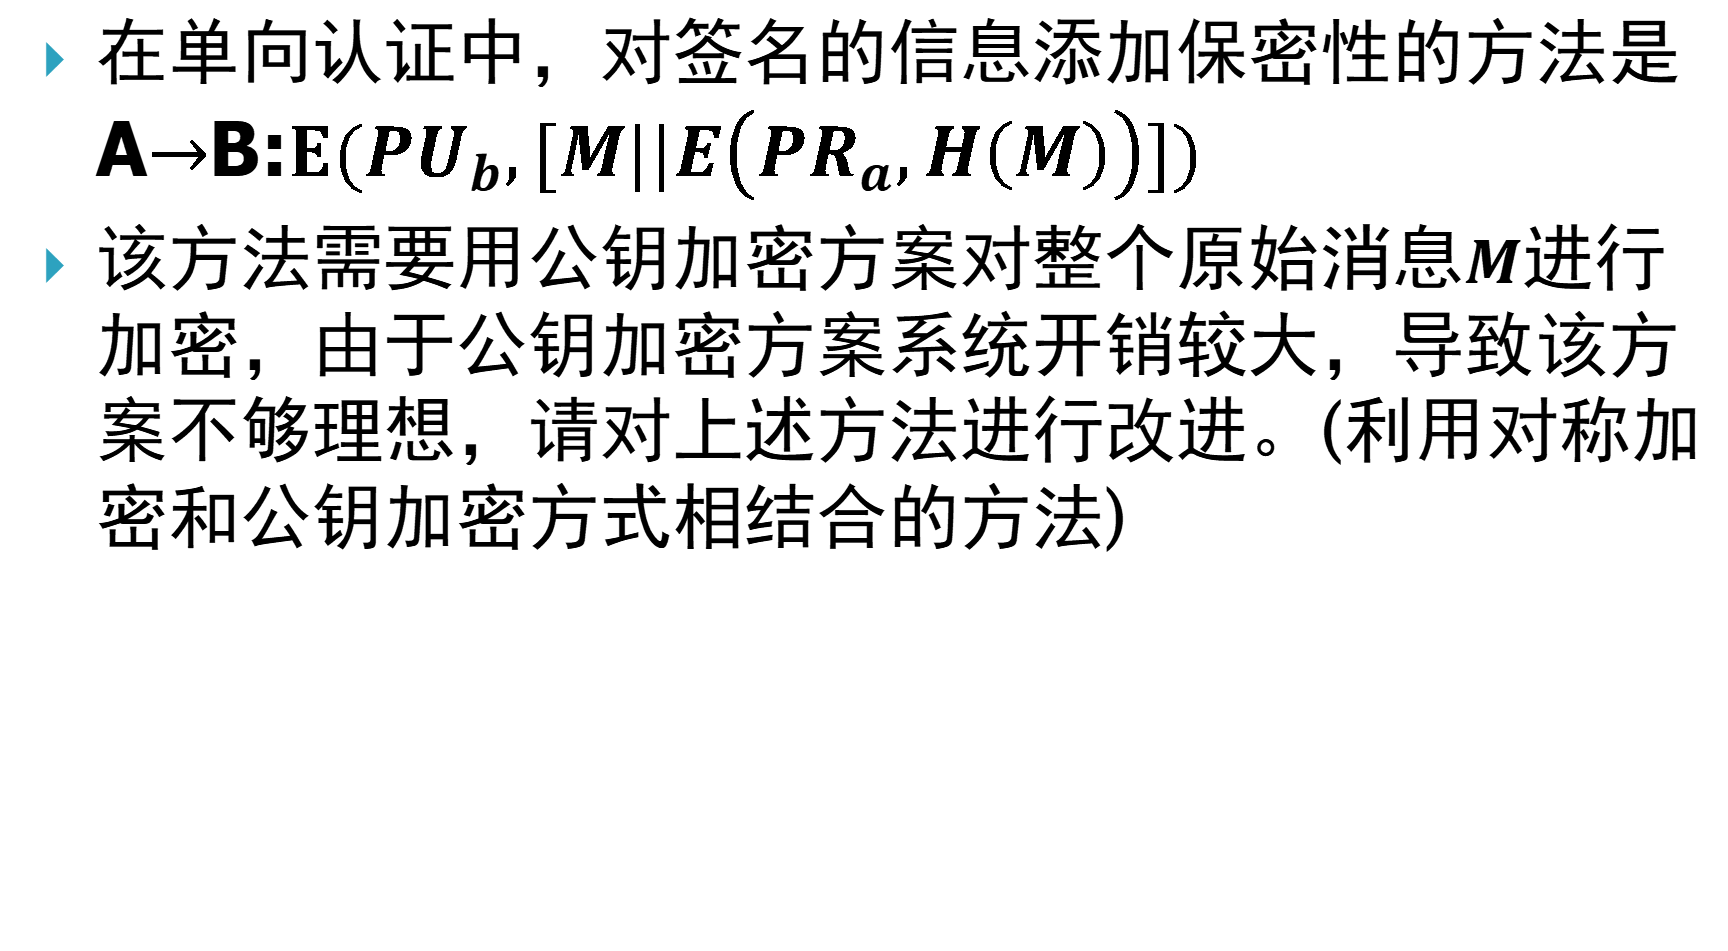 在单向认证中，对签名的信息添加保密性的方法是
A→B:E(PU_b,[M||E(PR_a,H(M))])
该方法需要用公钥加密方案对整个原始消息M进行
加密，由于公钥加密方案系统开销较大，导致该方
案不够理想，请对上述方法进行改进。(利用对称加
密和公钥加密方式相结合的方法)